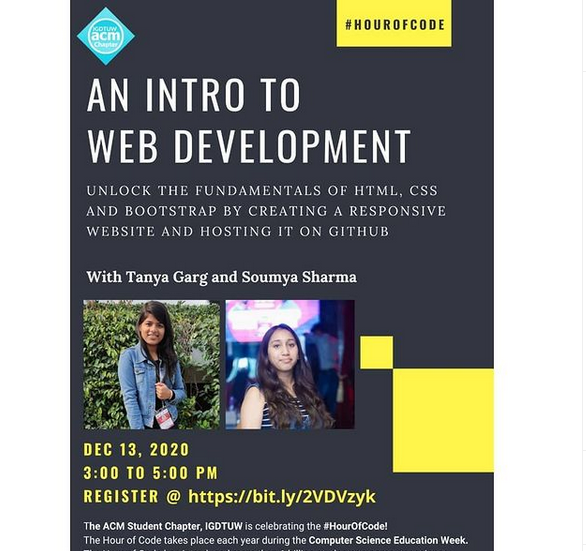 IGDTUW
acm
Chapter
#HOUROFCODE
AN INTRO TO
WEB DEVELOPMENT
UNLOCK THE FUNDAMENTALS OF HTML, CSS
AND BOOTSTRAP BY CREATING A RESPONSIVE
WEBSITE AND HOSTING IT ON GITHUB
With Tanya Garg and Soumya Sharma
DEC 13, 2020
3:00 TO 5:00 PM
REGISTER @ https://bit.ly/2VDVzyk
The ACM Student Chapter, IGDTUW is celebrating the #HourOfCode!
The Hour of Code takes place each year during the Computer Science Education Week.